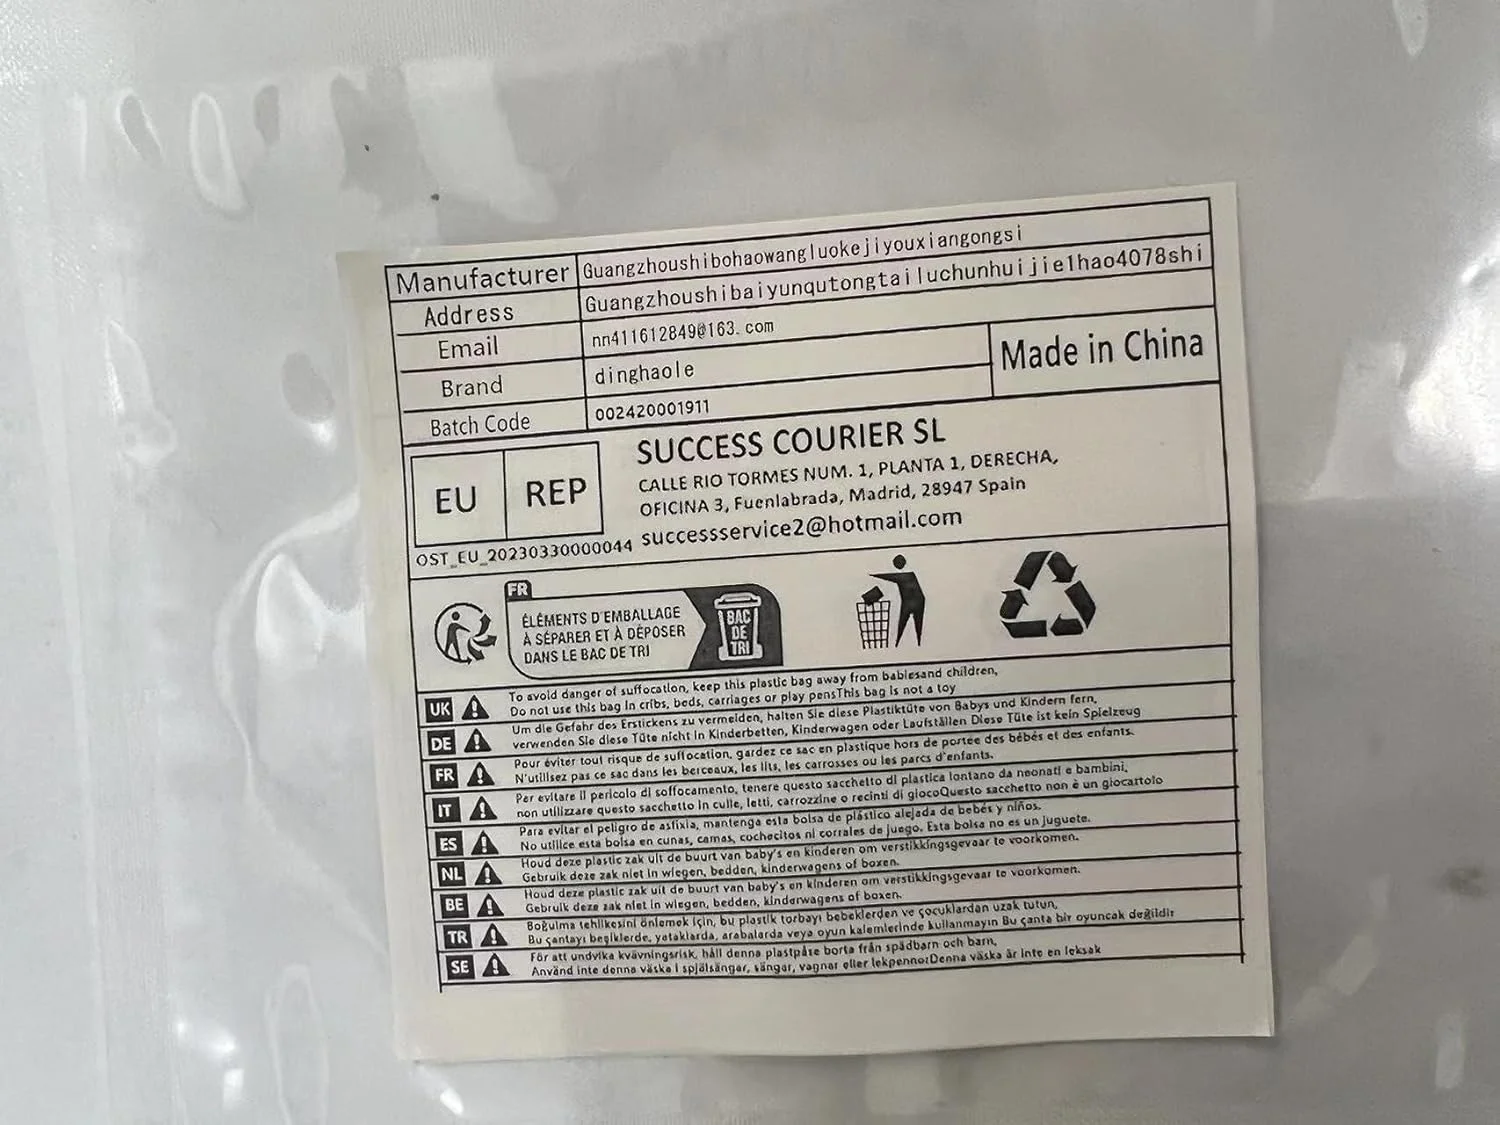 Manufacturer Guangzhoushibohaowangluokejiyouxiangongsi
Address Guangzhoushibaiyunqutongtailuchunhuijie1hao4078shi
Email nn411612849@163.com
Brand dinghaole
Made in China
Batch Code 002420001911
EU REP
SUCCESS COURIER SL
CALLE RIO TORMES NUM. 1, PLANTA 1, DERECHA,
OFICINA 3, Fuenlabrada, Madrid, 28947 Spain
successservice2@hotmail.com
OST_EU_20230330000044
FR
ÉLÉMENTS D'EMBALLAGE
À SÉPARER ET À DÉPOSER
DANS LE BAC DE TRI
BAC
DE
TRI
UK To avoid danger of suffocation, keep this plastic bag away from babiesand children,
Do not use this bag in cribs, beds, carriages or play pensThis bag is not a toy
DE Um die Gefahr des Erstickens zu vermeiden, halten Sie diese Plastiktüte von Babys und Kindern fern,
verwenden Sie diese Tüte nicht in Kinderbetten, Kinderwagen oder Laufställen Diese Tüte ist kein Spielzeug
FR Pour éviter tout risque de suffocation, gardez ce sac en plastique hors de portée des bébés et des enfants.
N'utilisez pas ce sac dans les berceaux, les lits, les carrosses ou les parcs d'enfants.
IT Per evitare il pericolo di soffocamento, tenere questo sacchetto di plastica lontano da neonati e bambini,
non utilizzare questo sacchetto in culle, letti, carrozzine o recinti di giocoQuesto sacchetto non è un giocartolo
ES Para evitar el peligro de asfixia, mantenga esta bolsa de plástico alejada de bebés y niños.
No utilice esta bolsa en cunas, camas, cochecitos ni corrales de juego. Esta bolsa no es un juguete.
NL Houd deze plastic zak uit de buurt van baby's en kinderen om verstikkingsgevaar te voorkomen.
Gebruik deze zak niet in wiegen, bedden, kinderwagens of boxen.
BE Houd deze plastic zak uit de buurt van baby's en kinderen om verstikkingsgevaar te voorkomen.
Gebruik deze zak niet in wiegen, bedden, kinderwagens of boxen.
TR Boğulma tehlikesini önlemek için, bu plastik torbayı bebeklerden ve çocuklardan uzak tutun,
Bu çantayı beşiklerde, yataklarda, arabalarda veya oyun kalemlerinde kullanmayın Bu çanta bir oyuncak değildir
SE För att undvika kvävningsrisk, håll denna plastpåse borta från spädbarn och barn,
Använd inte denna väska i spjälsängar, sängar, vagnar eller lekpennorDenna väska är inte en leksak